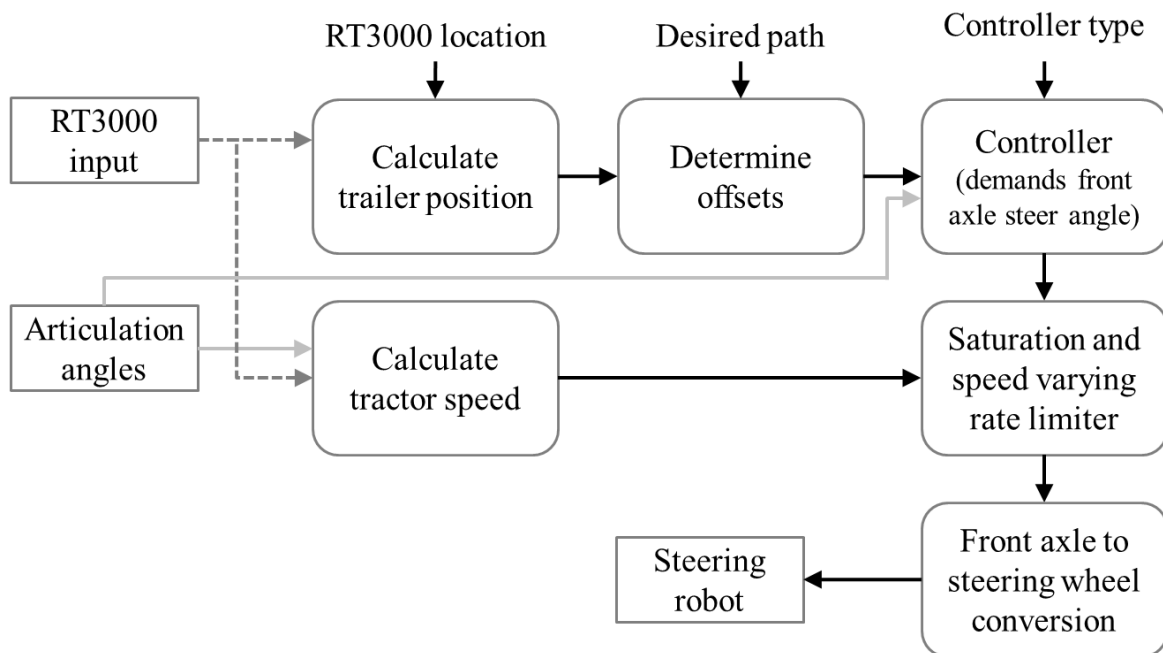 RT3000 location
Desired path
Controller type
RT3000
input
Calculate
trailer position
Determine
offsets
Controller
(demands front
axle steer angle)
Articulation
angles
Calculate
tractor speed
Saturation and
speed varying
rate limiter
Steering
robot
Front axle to
steering wheel
conversion